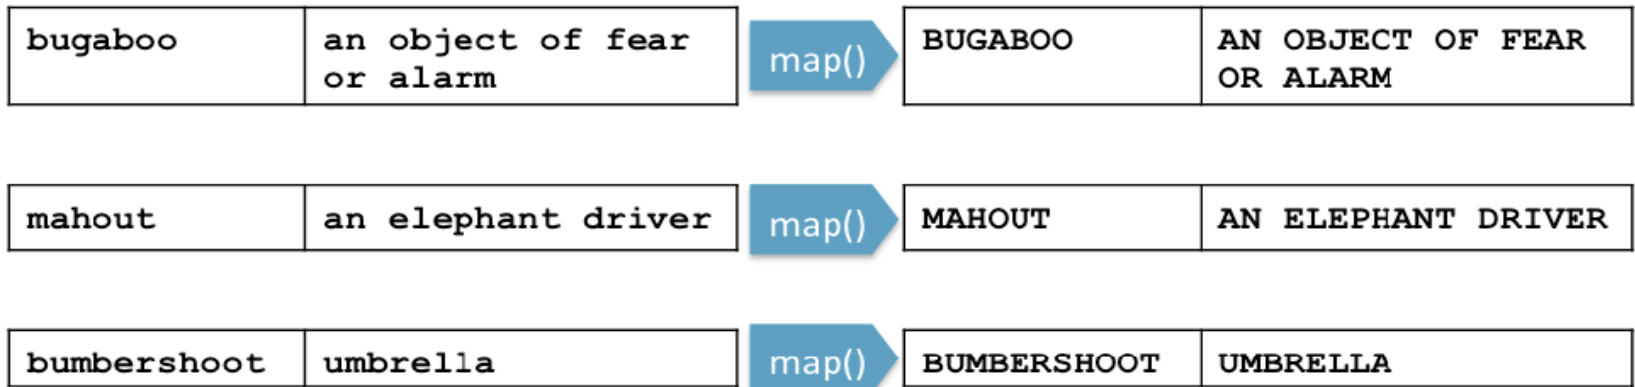 bugaboo an object of fear map() BUGABOO AN OBJECT OF FEAR
or alarm OR ALARM
mahout an elephant driver map() MAHOUT AN ELEPHANT DRIVER
bumbershoot umbrella map() BUMBERSHOOT UMBRELLA